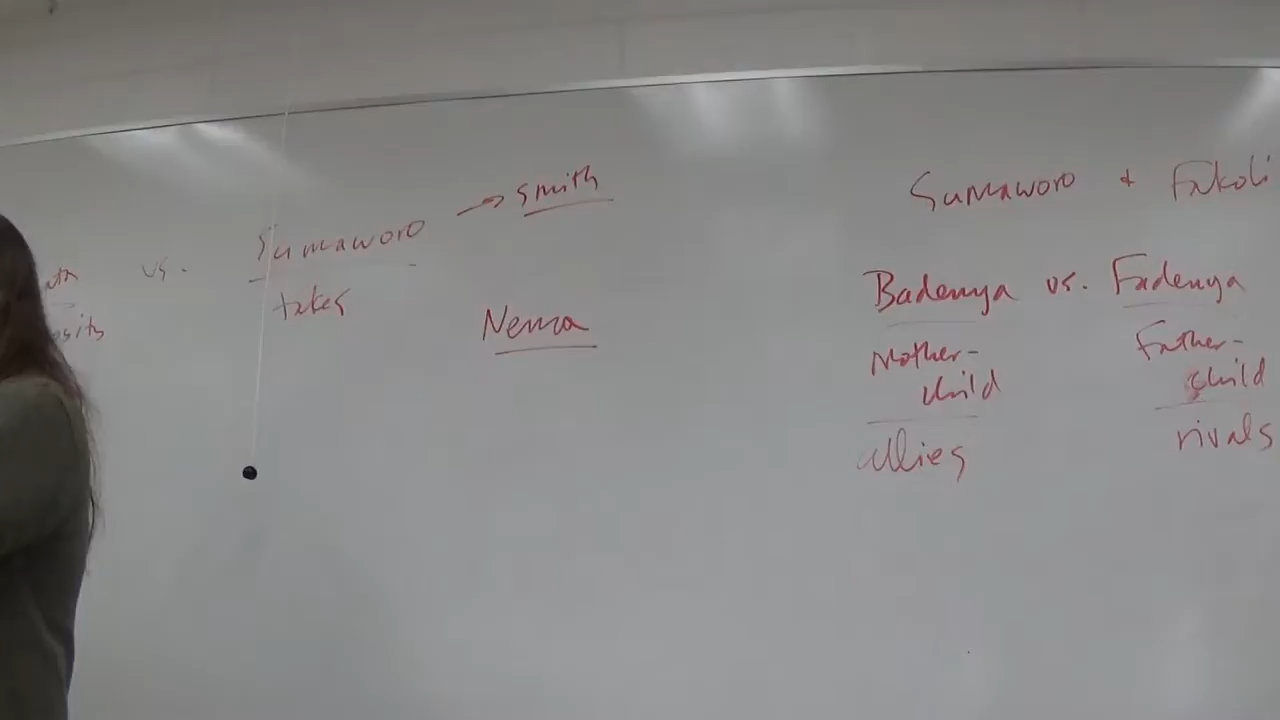 vs. Sumaworo → smith
takes
Nema
Sumaworo + Fakoli
Badenya vs. Fadenya
Mother- Father-
child child
allies rivals